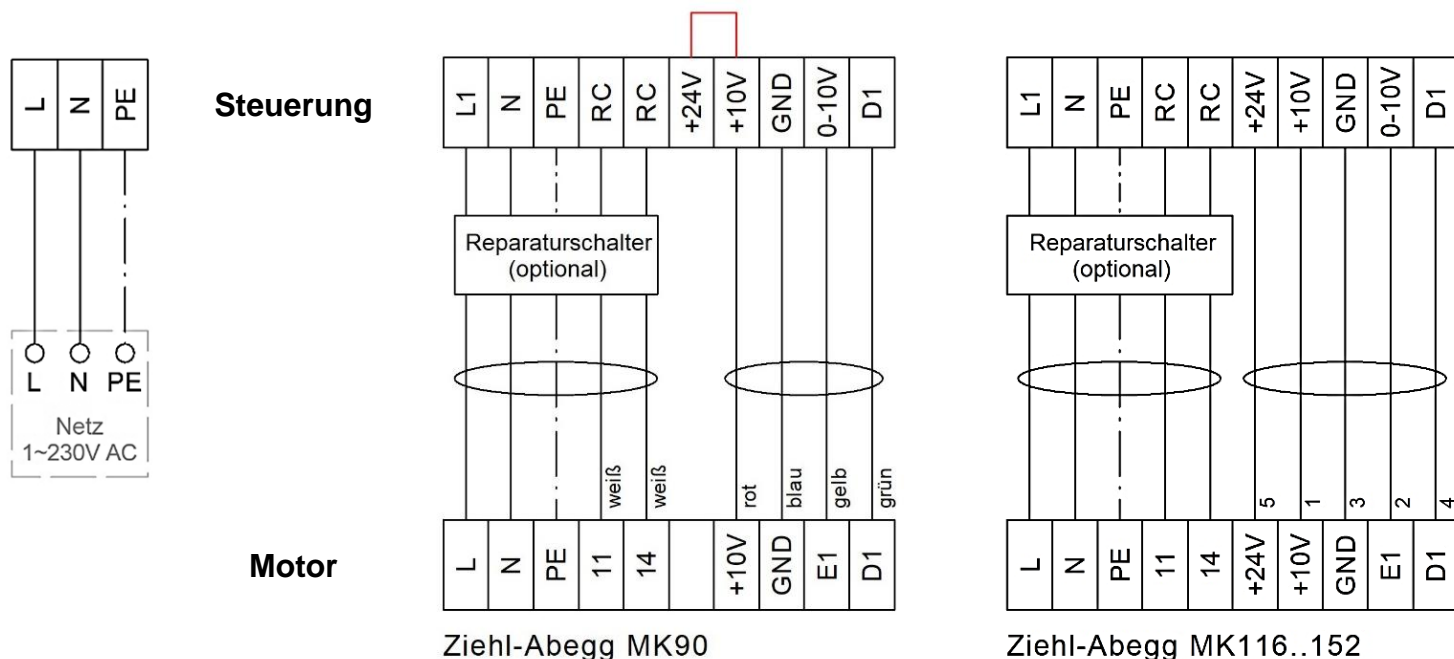 L N PE
Steuerung
L1 N PE RC RC +24V +10V GND 0-10V D1
L1 N PE RC RC +24V +10V GND 0-10V D1
Reparaturschalter
(optional)
Reparaturschalter
(optional)
L N PE
Netz
1~230V AC
weiß weiß rot blau gelb grün
5 1 3 2 4
Motor
L N PE 11 14 +10V GND E1 D1
L N PE 11 14 +24V +10V GND E1 D1
Ziehl-Abegg MK90
Ziehl-Abegg MK116..152